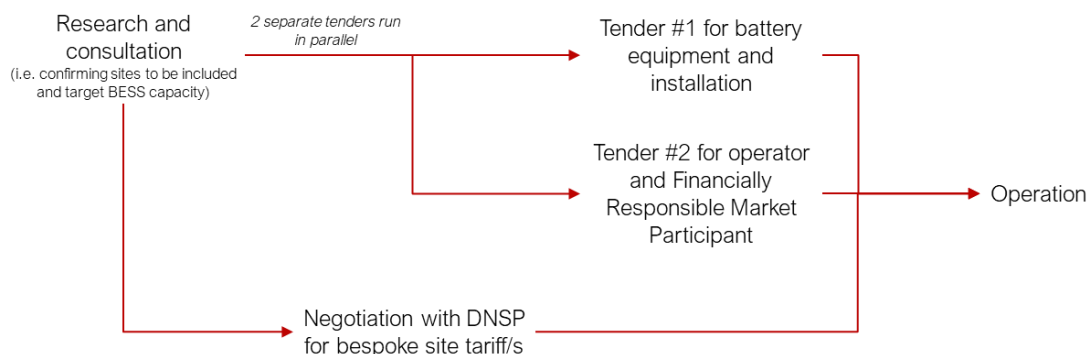 Research and
consultation
(i.e. confirming sites to be included
and target BESS capacity)
2 separate tenders run
in parallel
Tender #1 for battery
equipment and
installation
Tender #2 for operator
and Financially
Responsible Market
Participant
Operation
Negotiation with DNSP
for bespoke site tariff/s